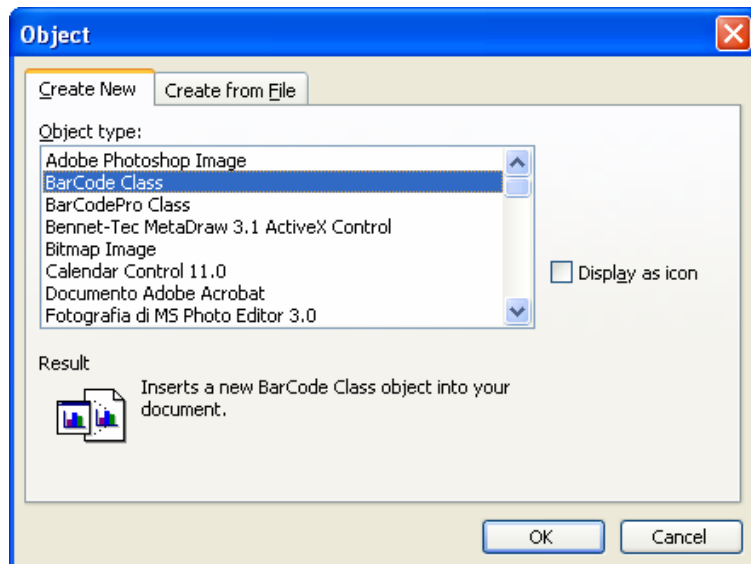 Object
Create New
Create from File
Object type:
Adobe Photoshop Image
BarCode Class
BarCodePro Class
Bennet-Tec MetaDraw 3.1 ActiveX Control
Bitmap Image
Calendar Control 11.0
Documento Adobe Acrobat
Fotografia di MS Photo Editor 3.0
Display as icon
Result
Inserts a new BarCode Class object into your
document.
OK
Cancel